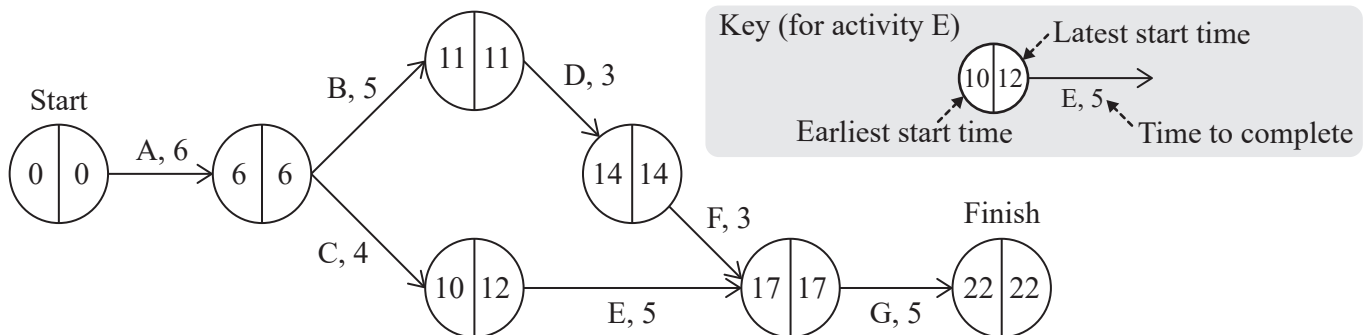 Key (for activity E)
Latest start time
10 12
E, 5
Earliest start time
Time to complete
Start
0 0
A, 6
6 6
B, 5
11 11
D, 3
14 14
C, 4
10 12
E, 5
F, 3
17 17
G, 5
Finish
22 22